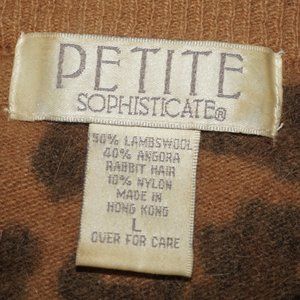 PETITE
SOPHISTICATE®
50% LAMBSWOOL
40% ANGORA
RABBIT HAIR
10% NYLON
MADE IN
HONG KONG
L
OVER FOR CARE